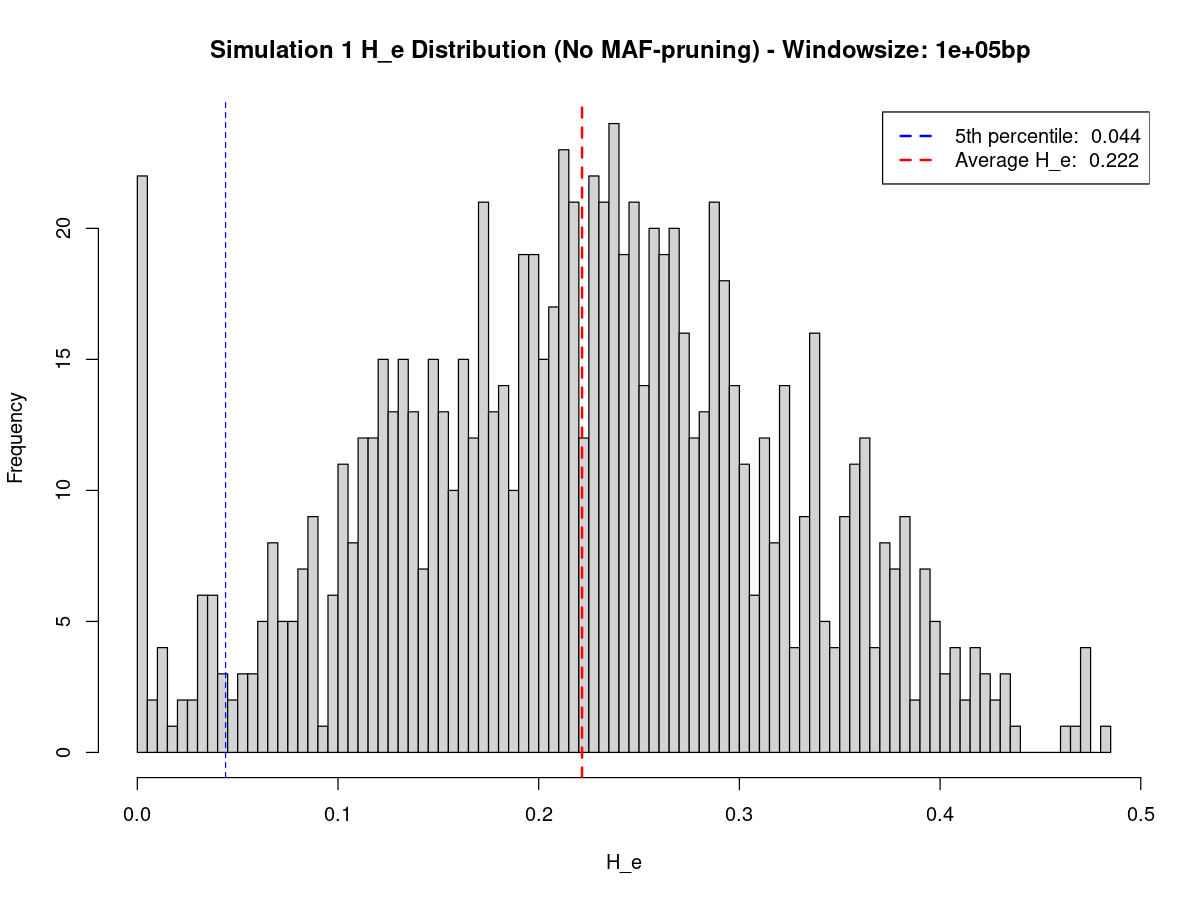 Simulation 1 H_e Distribution (No MAF-pruning) - Windowsize: 1e+05bp
5th percentile:  0.044
Average H_e:  0.222
Frequency
20
15
10
5
0
0.0 0.1 0.2 0.3 0.4 0.5
H_e